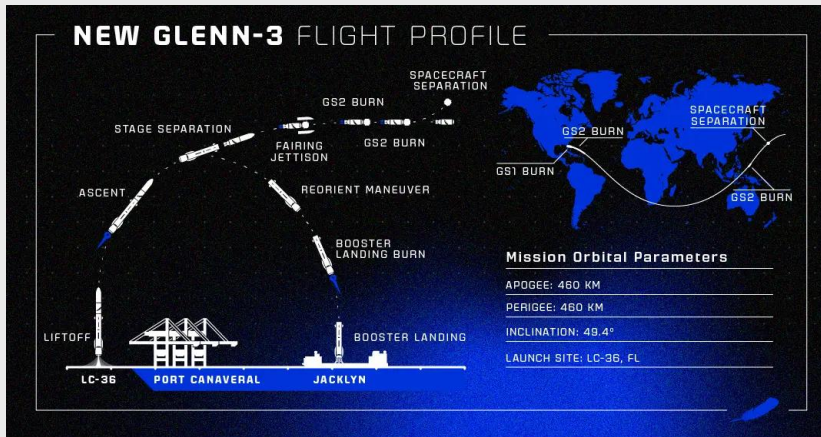 NEW GLENN-3 FLIGHT PROFILE
SPACECRAFT
SEPARATION
GS2 BURN
STAGE SEPARATION
FAIRING
JETTISON
GS2 BURN
ASCENT
REORIENT MANEUVER
BOOSTER
LANDING BURN
LIFTOFF
BOOSTER LANDING
LC-36
PORT CANAVERAL
JACKLYN
SPACECRAFT
SEPARATION
GS2 BURN
GS1 BURN
GS2 BURN
Mission Orbital Parameters
APOGEE: 460 KM
PERIGEE: 460 KM
INCLINATION: 49.4°
LAUNCH SITE: LC-36, FL